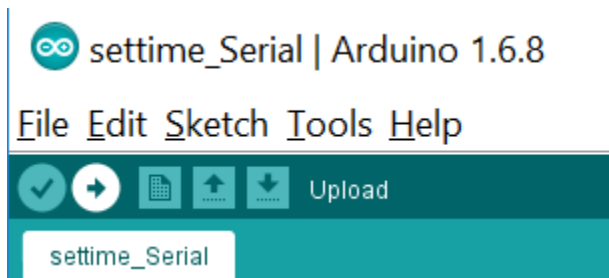 settime_Serial | Arduino 1.6.8
File Edit Sketch Tools Help
Upload
settime_Serial